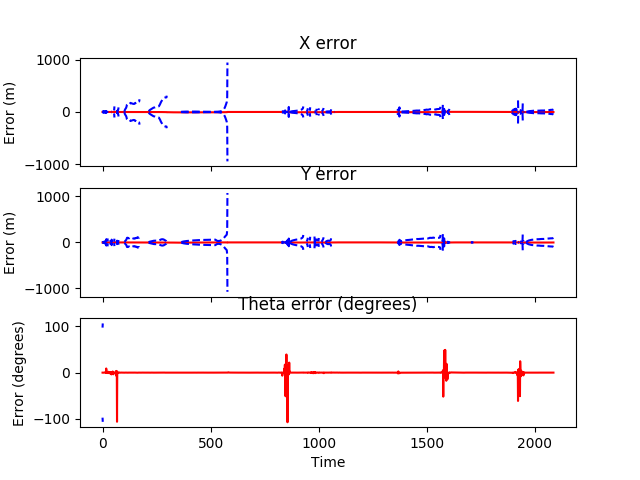 X error
1000
0
−1000
Error (m)
Y error
1000
0
−1000
Error (m)
Theta error (degrees)
100
0
−100
Error (degrees)
0
500
1000
1500
2000
Time